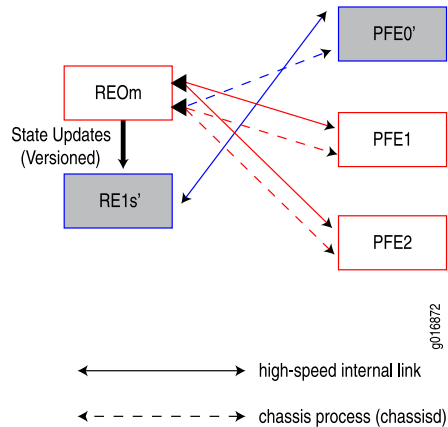 PFE0'
REOm
PFE1
State Updates
(Versioned)
RE1s'
PFE2
g016872
high-speed internal link
chassis process (chassisd)